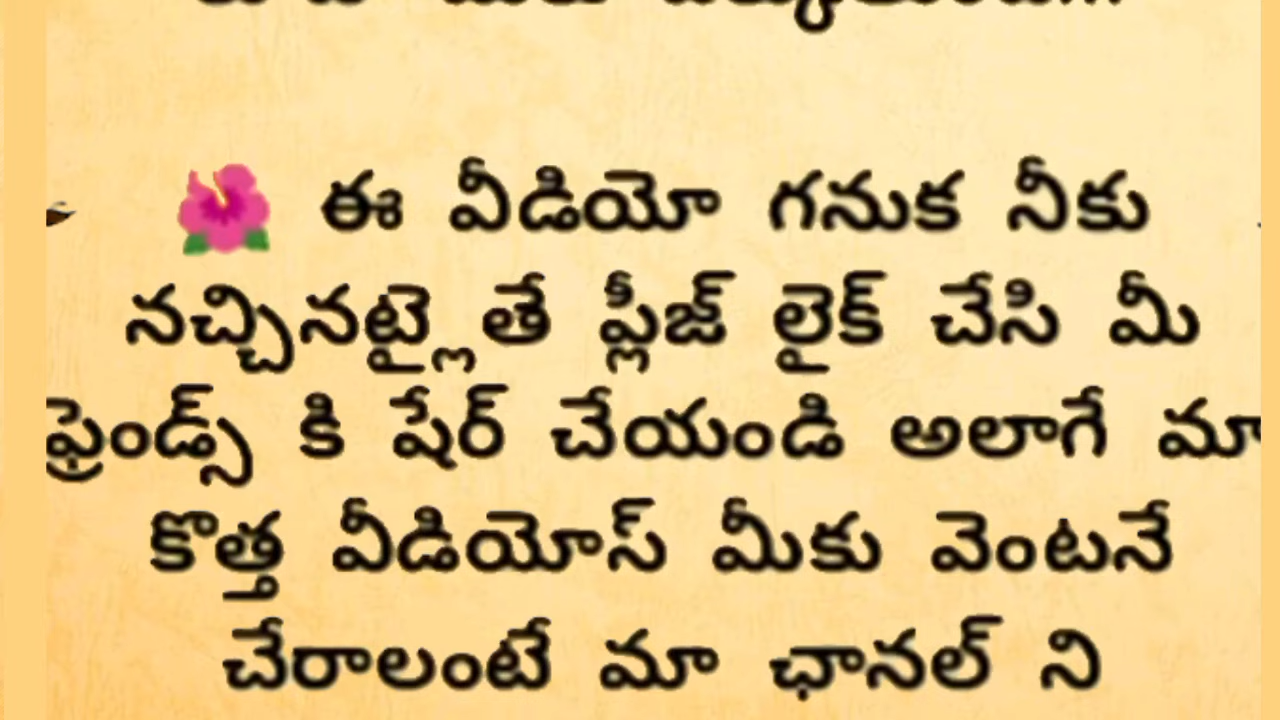 🌺 ఈ వీడియో గనుక నీకు
నచ్చినట్లైతే ప్లీజ్ లైక్ చేసి మీ
ఫ్రెండ్స్ కి షేర్ చేయండి అలాగే మా
కొత్త వీడియోస్ మీకు వెంటనే
చేరాలంటే మా ఛానల్ ని